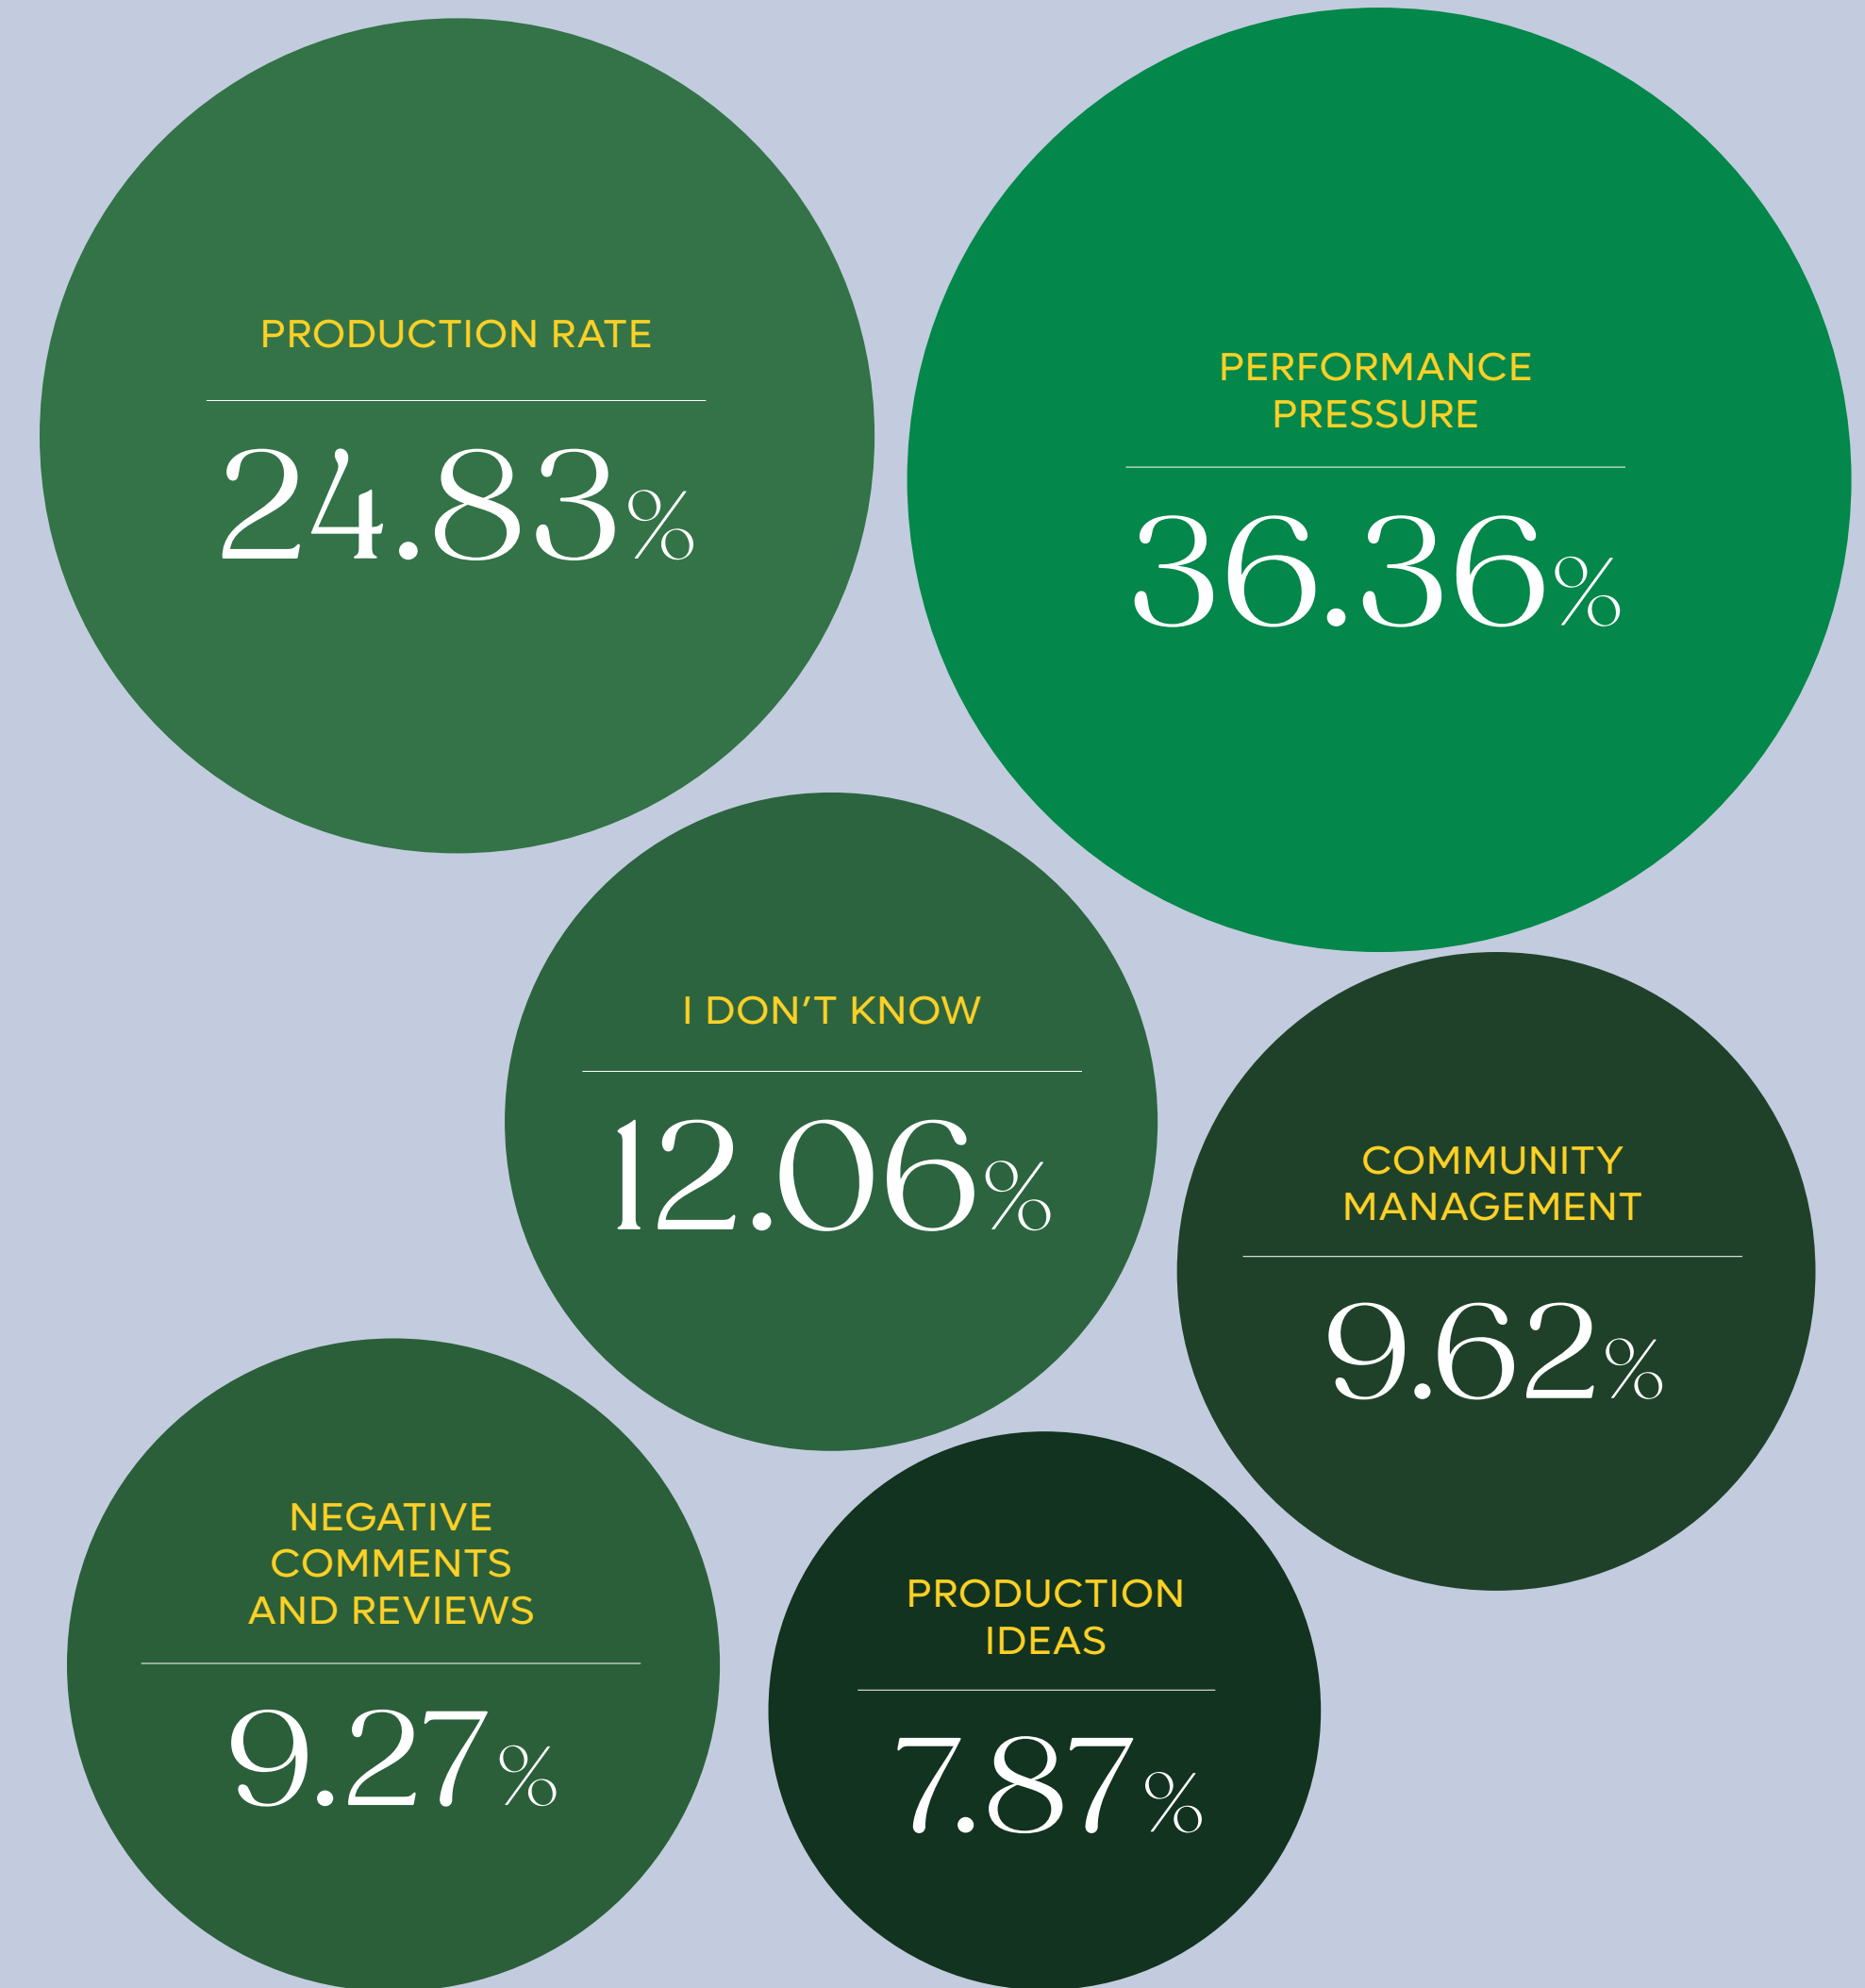 PRODUCTION RATE
24.83%
PERFORMANCE
PRESSURE
36.36%
I DON'T KNOW
12.06%
COMMUNITY
MANAGEMENT
9.62%
NEGATIVE
COMMENTS
AND REVIEWS
9.27%
PRODUCTION
IDEAS
7.87%